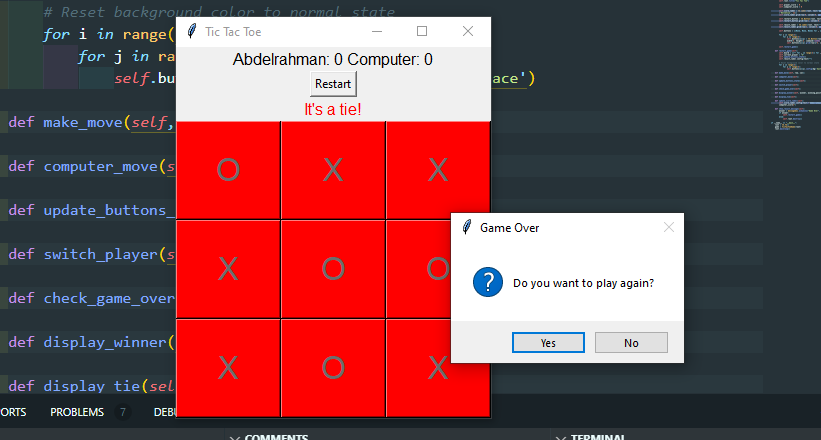 # Reset background color to normal state
for i in range(
for j in ra
self.bu
ace')
def make_move(self,
def computer_move(s
def update_buttons_
def switch_player(s
def check_game_over
def display_winner(
def display_tie(sel
Tic Tac Toe
Abdelrahman: 0 Computer: 0
Restart
It's a tie!
O X X
X O O
X O X
Game Over
Do you want to play again?
Yes No
ORTS PROBLEMS 7 DEBU
COMMENTS TERMINAL